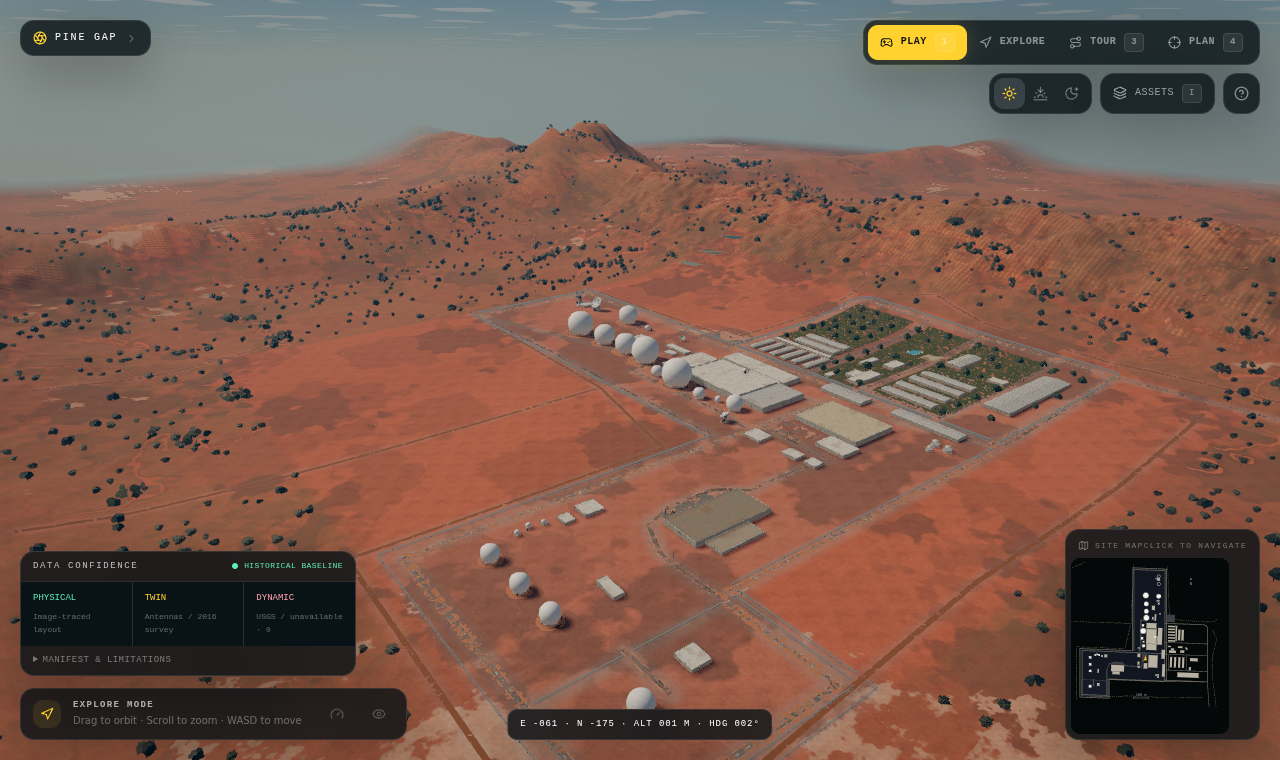 PINE GAP
PLAY 1
EXPLORE
TOUR 3
PLAN 4
ASSETS I
DATA CONFIDENCE
HISTORICAL BASELINE
PHYSICAL
Image-traced
layout
TWIN
Antennas / 2016
survey
DYNAMIC
USGS / unavailable
· 0
MANIFEST & LIMITATIONS
EXPLORE MODE
Drag to orbit · Scroll to zoom · WASD to move
E -061 · N -175 · ALT 001 M · HDG 002°
SITE MAP
CLICK TO NAVIGATE